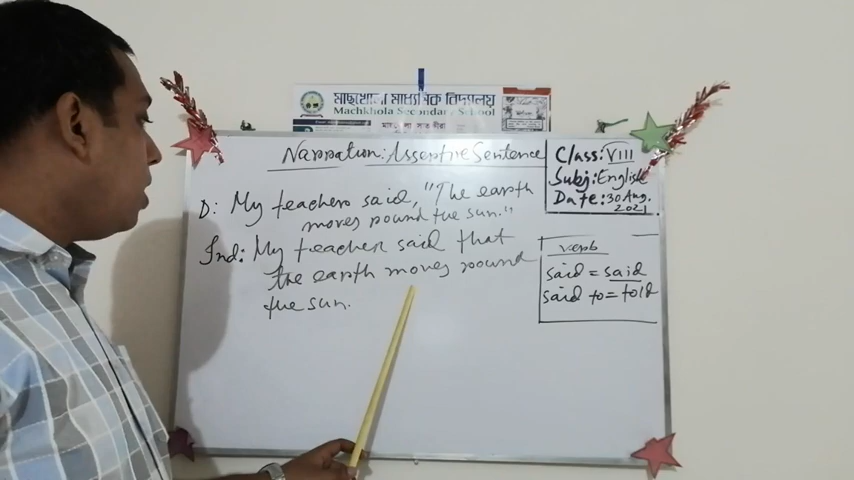 মাছখোলা মাধ্যমিক বিদ্যালয়
Machkhola Secondary School
Narration: Assertive Sentence
Class: VIII
Subj: English
Date: 30 Aug. 2021
D: My teacher said, "The earth
moves round the sun."
Ind: My teacher said that
the earth moves round
the sun.
verb
said = said
said to = told